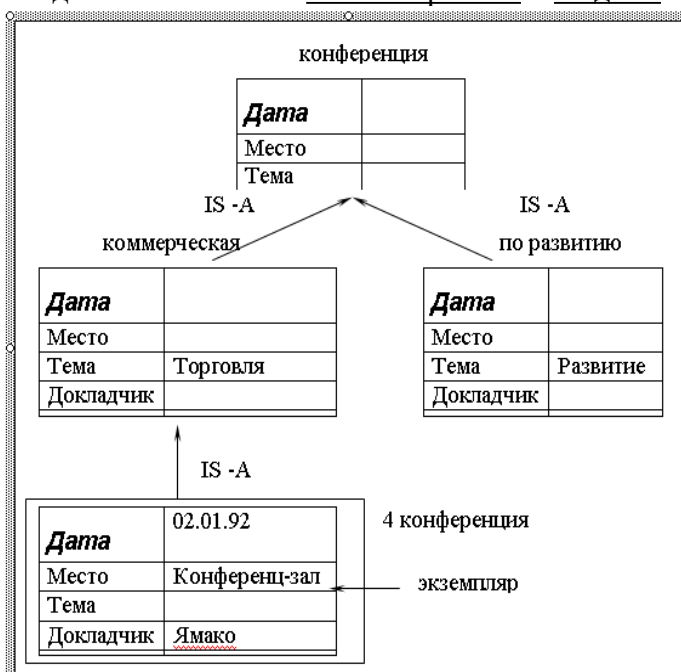 конференция
Дата
Место
Тема
IS -A IS -A
коммерческая по развитию
Дата
Место
Тема Торговля
Докладчик
Дата
Место
Тема Развитие
Докладчик
IS -A
4 конференция
Дата 02.01.92
Место Конференц-зал
Тема
Докладчик Ямако
экземпляр